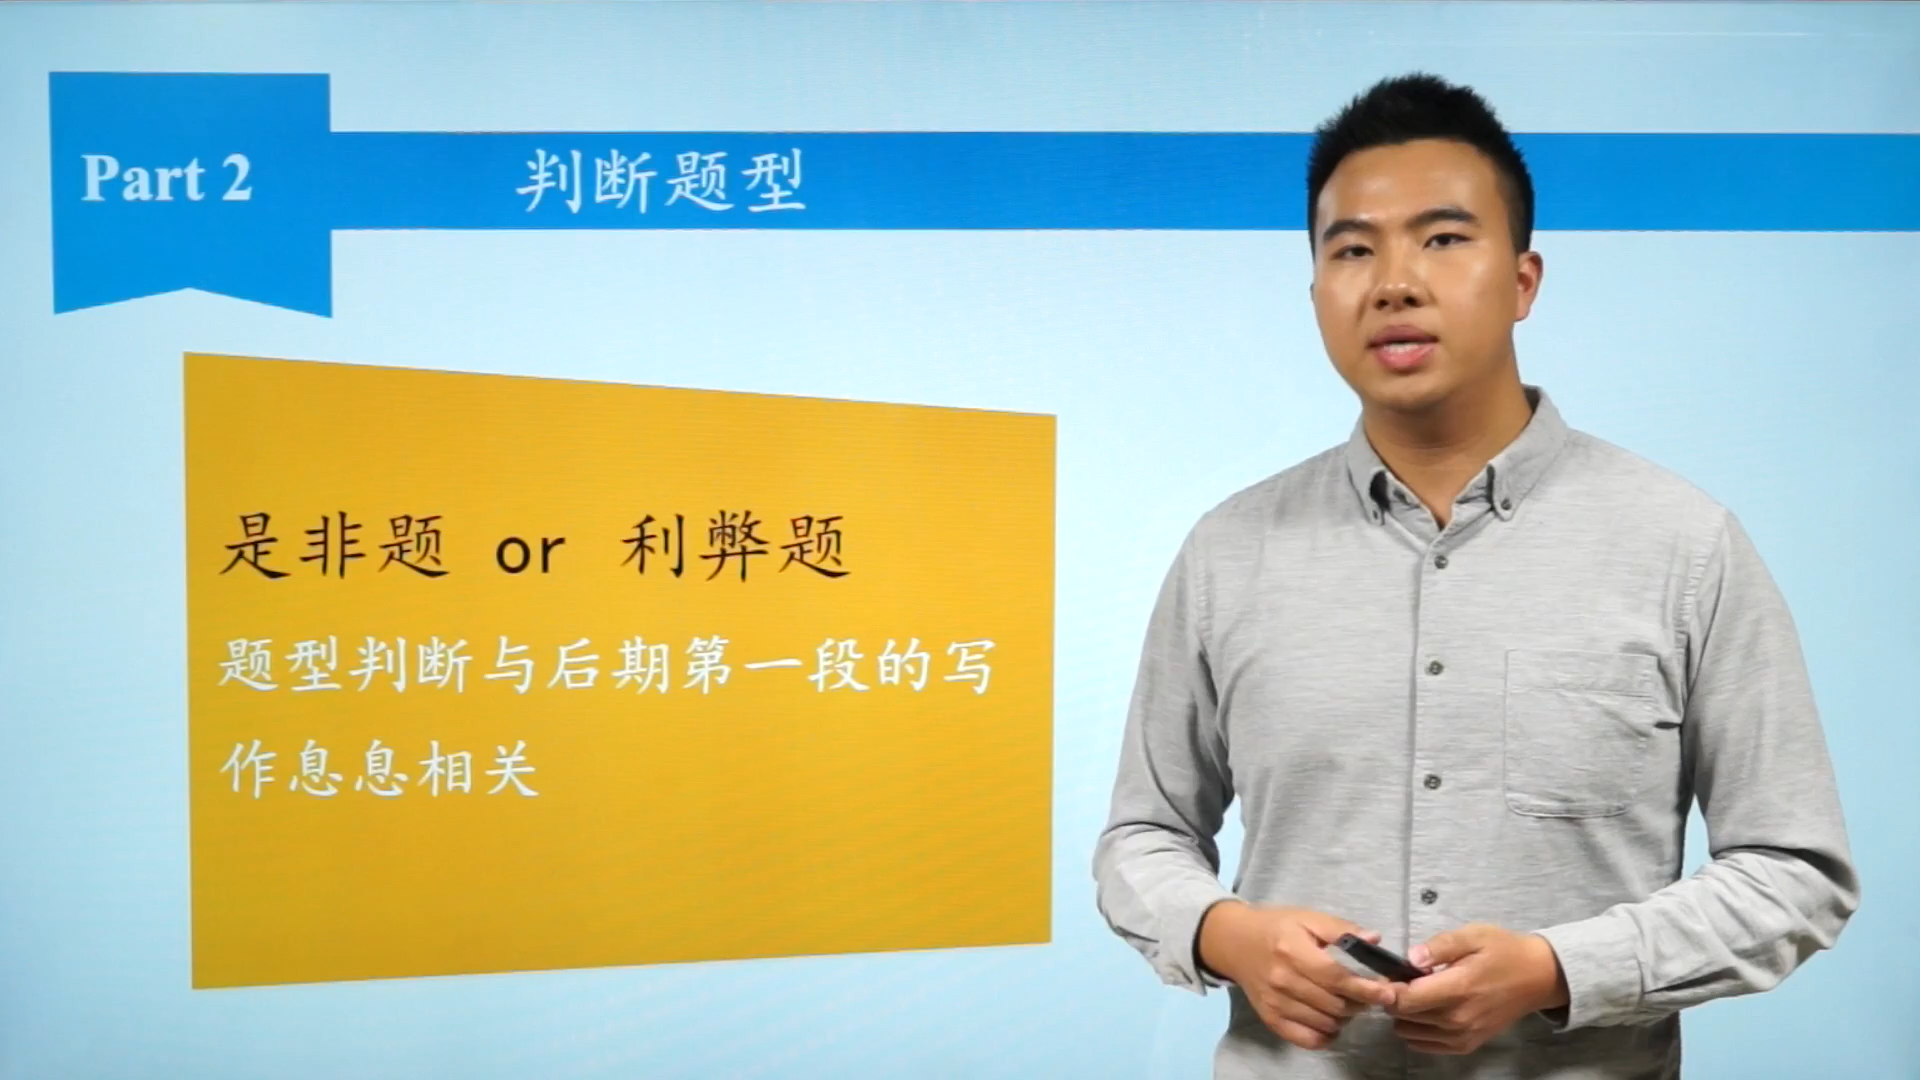 Part 2
判断题型
是非题 or 利弊题
题型判断与后期第一段的写
作息息相关